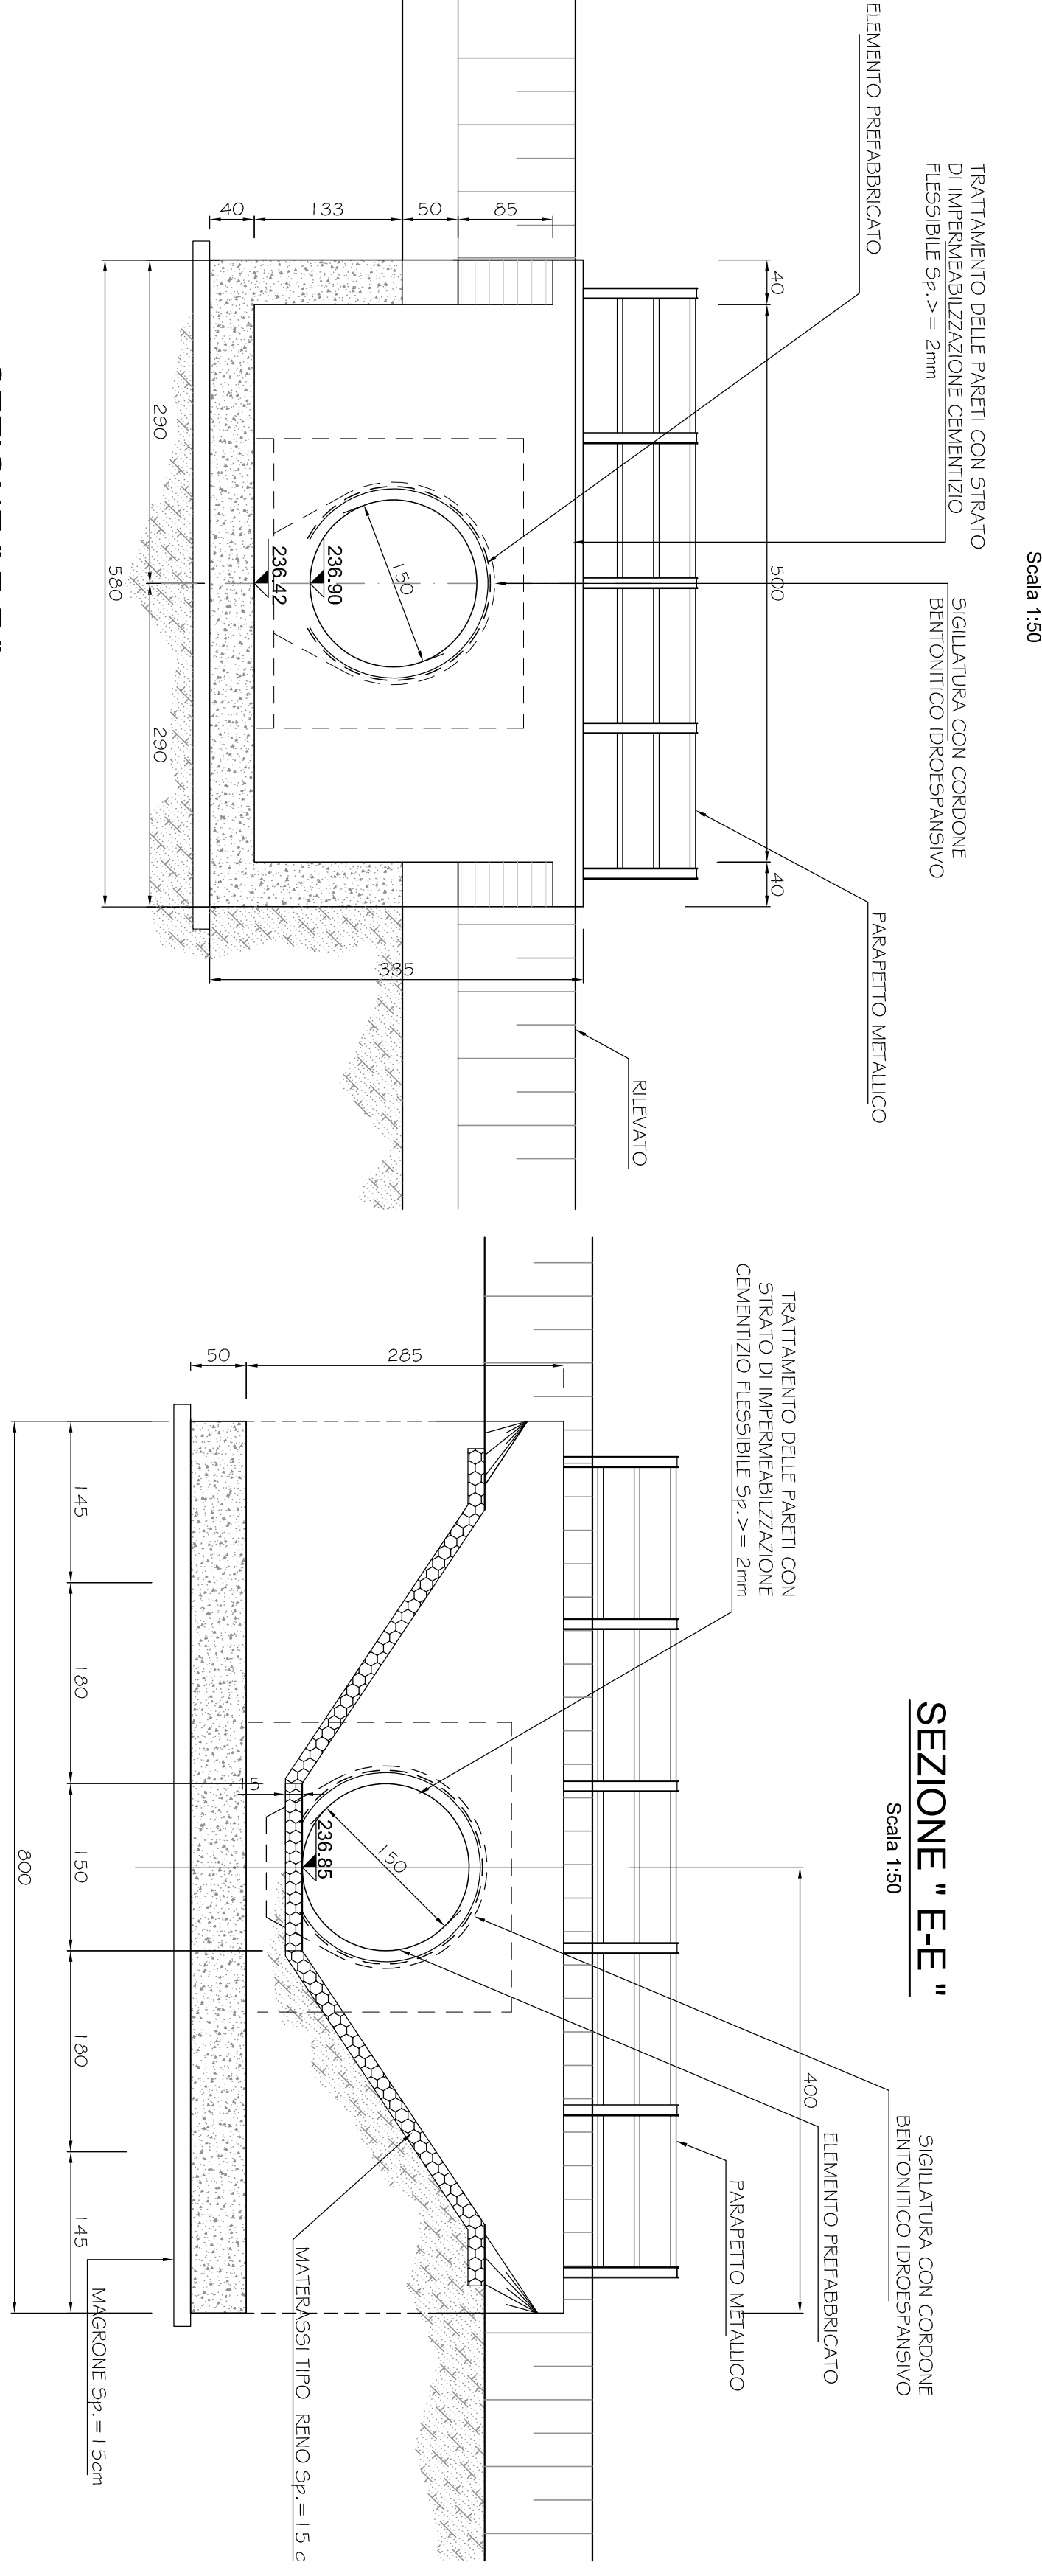 Scala 1:50
TRATTAMENTO DELLE PARETI CON STRATO
DI IMPERMEABILZZAZIONE CEMENTIZIO
FLESSIBILE Sp.>= 2mm
ELEMENTO PREFABBRICATO
SIGILLATURA CON CORDONE
BENTONITICO IDROESPANSIVO
PARAPETTO METALLICO
RILEVATO
40
500
40
85
50
133
40
150
236.90
236.42
335
290
290
580
SEZIONE " E-E "
Scala 1:50
TRATTAMENTO DELLE PARETI CON
STRATO DI IMPERMEABILZZAZIONE
CEMENTIZIO FLESSIBILE Sp.>= 2mm
SIGILLATURA CON CORDONE
BENTONITICO IDROESPANSIVO
ELEMENTO PREFABBRICATO
PARAPETTO METALLICO
400
285
50
150
236.85
15
MATERASSI TIPO RENO Sp.=15 c
MAGRONE Sp.=15cm
145
180
150
180
145
800